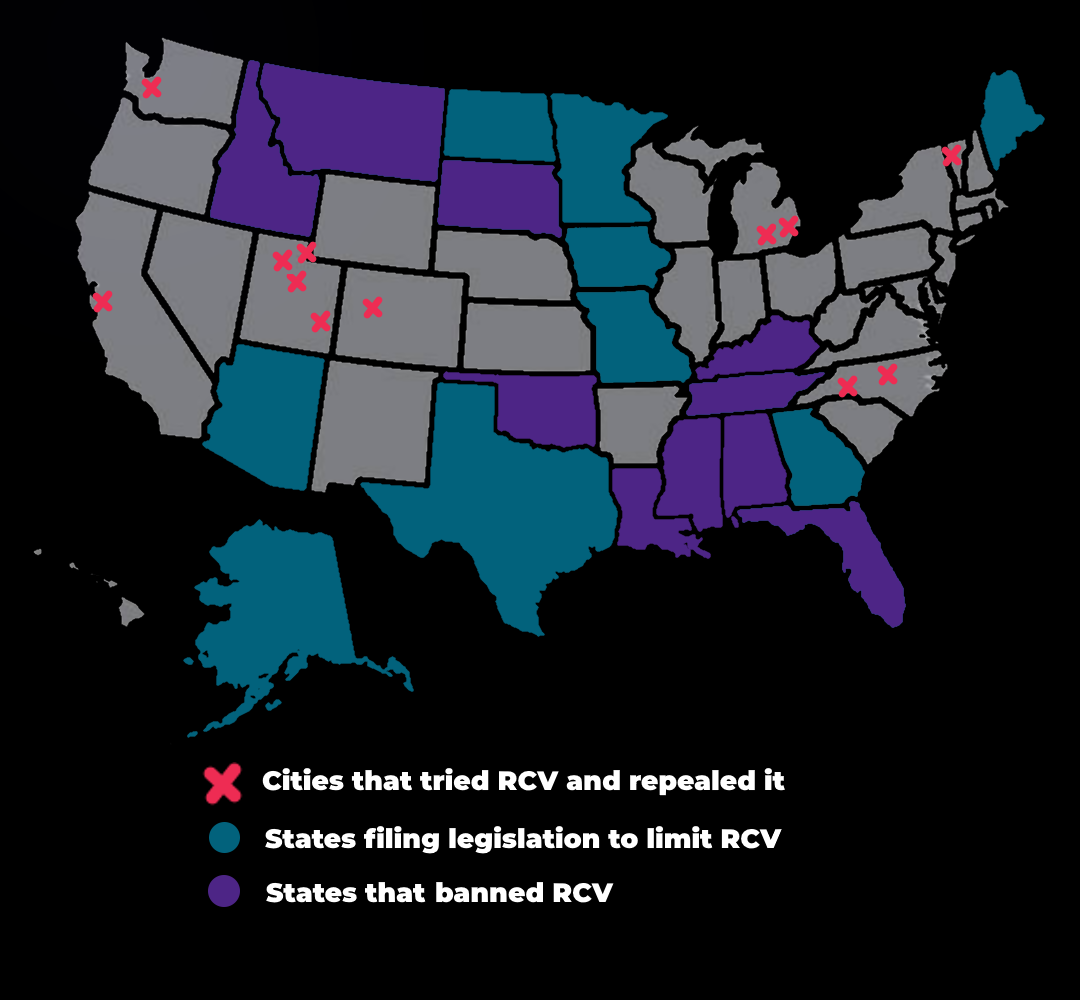 Cities that tried RCV and repealed it
States filing legislation to limit RCV
States that banned RCV